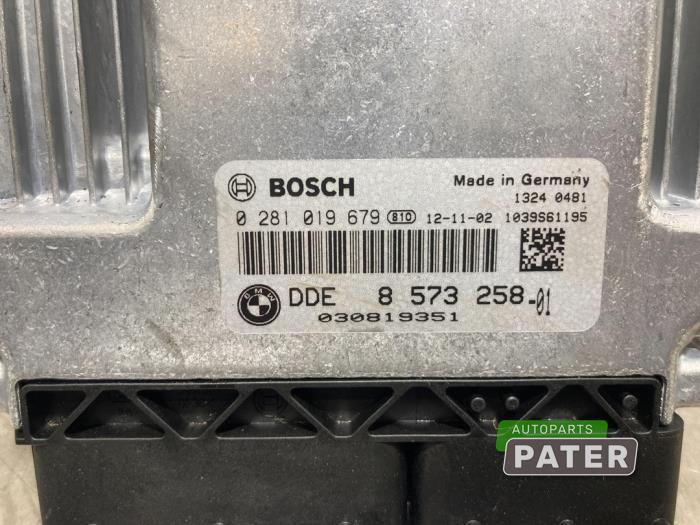 BOSCH Made in Germany
1324 0481
0 281 019 679 810 12-11-02 1039S61195
BMW DDE 8 573 258-01
030819351
AUTOPARTS
PATER